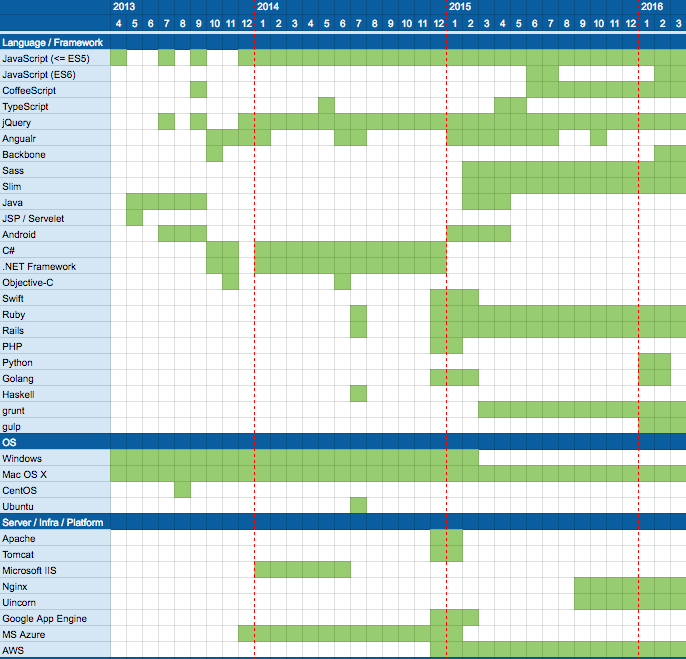 2013 2014 2015 2016
4 5 6 7 8 9 10 11 12 1 2 3 4 5 6 7 8 9 10 11 12 1 2 3 4 5 6 7 8 9 10 11 12 1 2 3
Language / Framework
JavaScript (<= ES5)
JavaScript (ES6)
CoffeeScript
TypeScript
jQuery
Angualr
Backbone
Sass
Slim
Java
JSP / Servelet
Android
C#
.NET Framework
Objective-C
Swift
Ruby
Rails
PHP
Python
Golang
Haskell
grunt
gulp
OS
Windows
Mac OS X
CentOS
Ubuntu
Server / Infra / Platform
Apache
Tomcat
Microsoft IIS
Nginx
Uincorn
Google App Engine
MS Azure
AWS